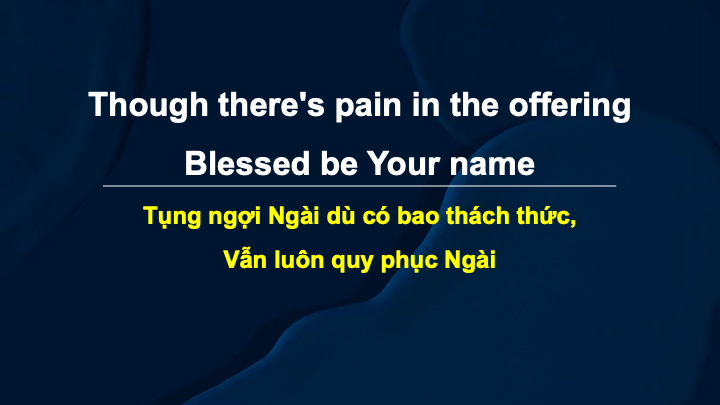 Though there's pain in the offering
Blessed be Your name
Tụng ngợi Ngài dù có bao thách thức,
Vẫn luôn quy phục Ngài